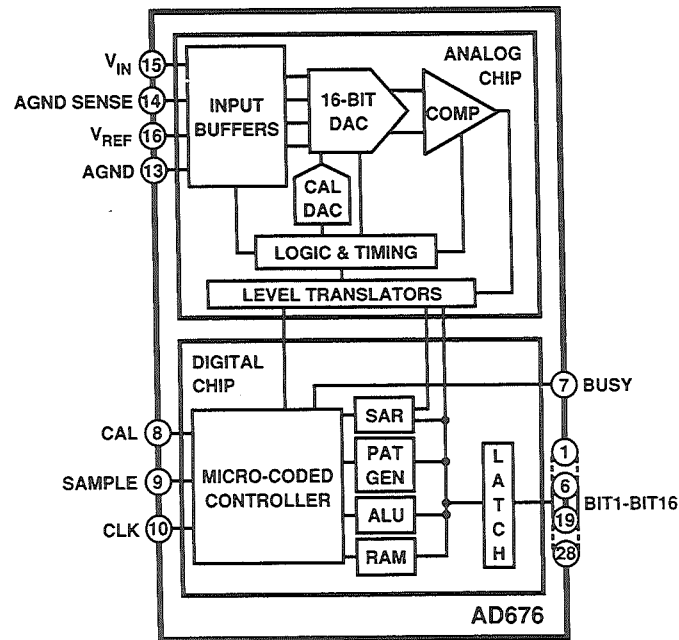 ANALOG
CHIP
VIN
15
AGND SENSE
14
VREF
16
AGND
13
INPUT
BUFFERS
16-BIT
DAC
COMP
CAL
DAC
LOGIC & TIMING
LEVEL TRANSLATORS
DIGITAL
CHIP
7
BUSY
CAL
8
SAMPLE
9
CLK
10
MICRO-CODED
CONTROLLER
SAR
PAT
GEN
ALU
RAM
L
A
T
C
H
1
6
19
28
BIT1-BIT16
AD676